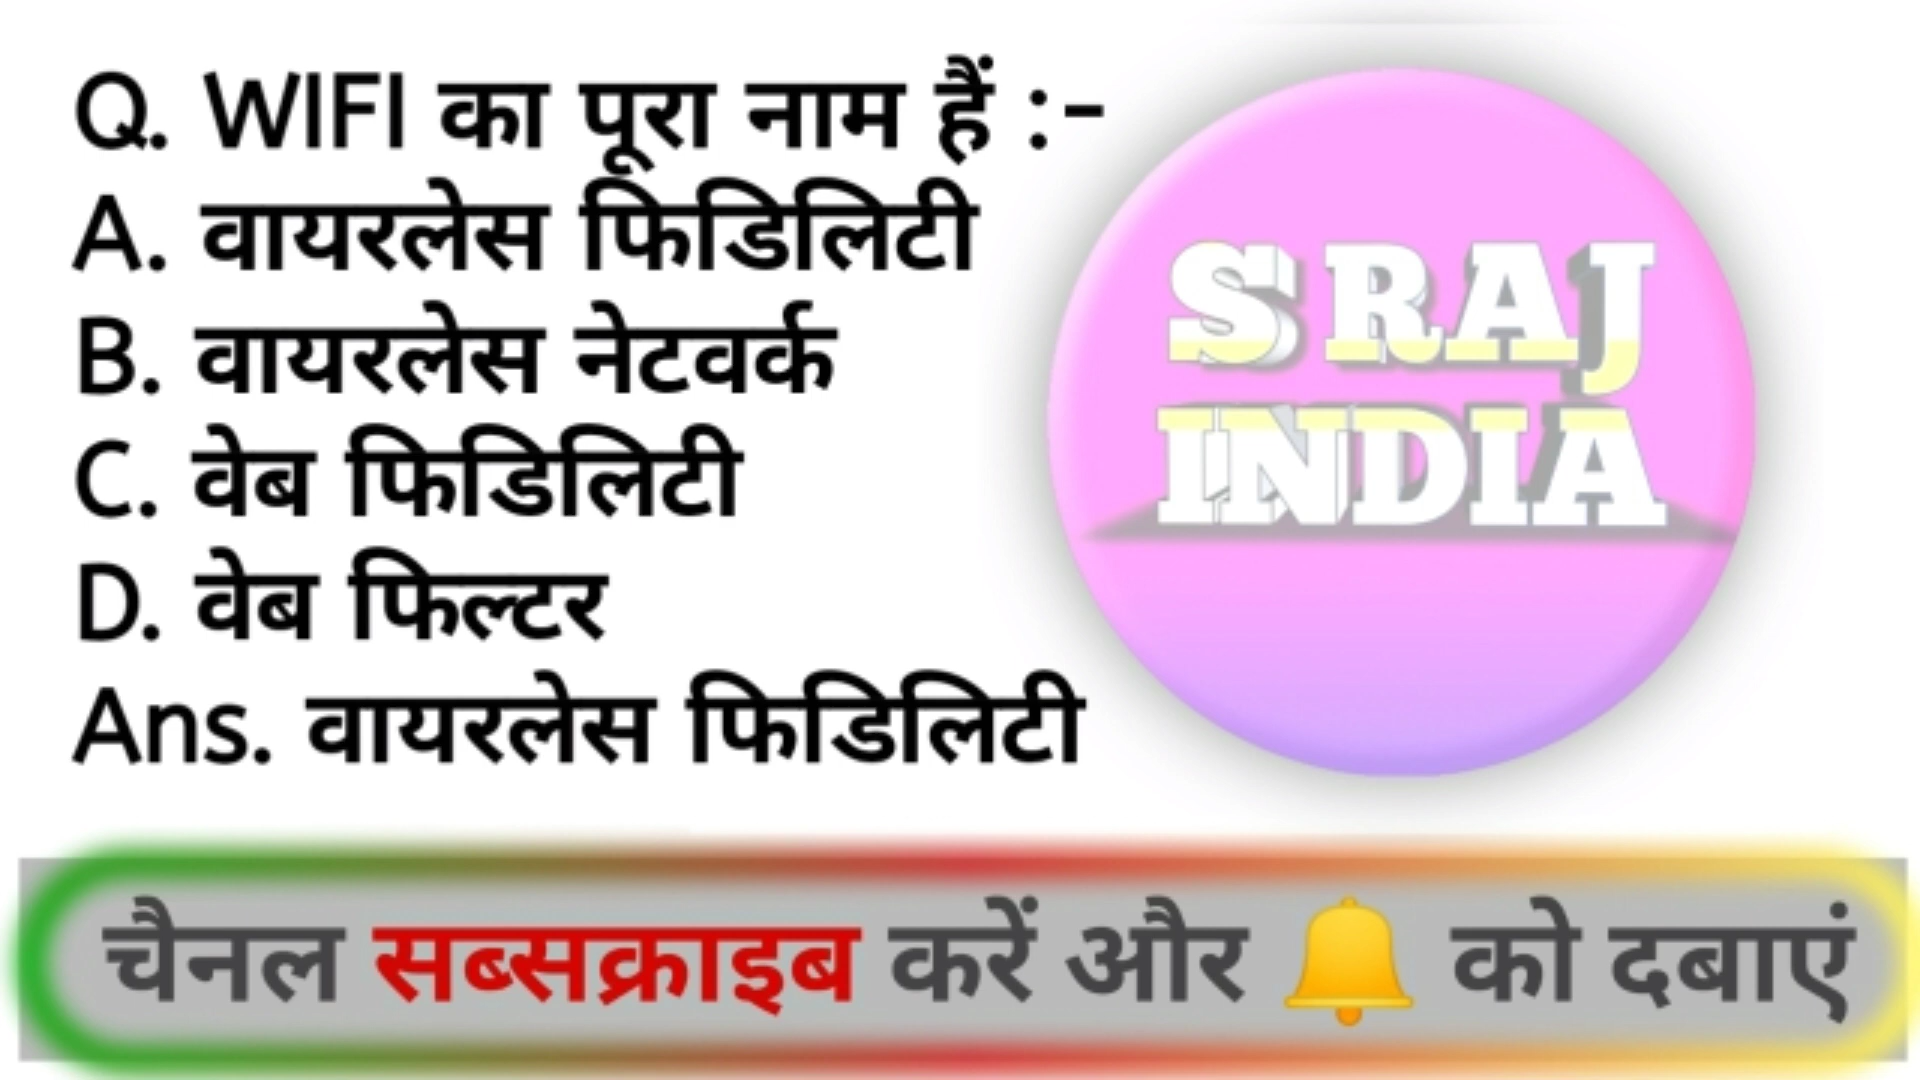 Q. WIFI का पूरा नाम हैं :-
A. वायरलेस फिडिलिटी
B. वायरलेस नेटवर्क
C. वेब फिडिलिटी
D. वेब फिल्टर
Ans. वायरलेस फिडिलिटी
S RAJ
INDIA
चैनल सब्सक्राइब करें और 🔔 को दबाएं